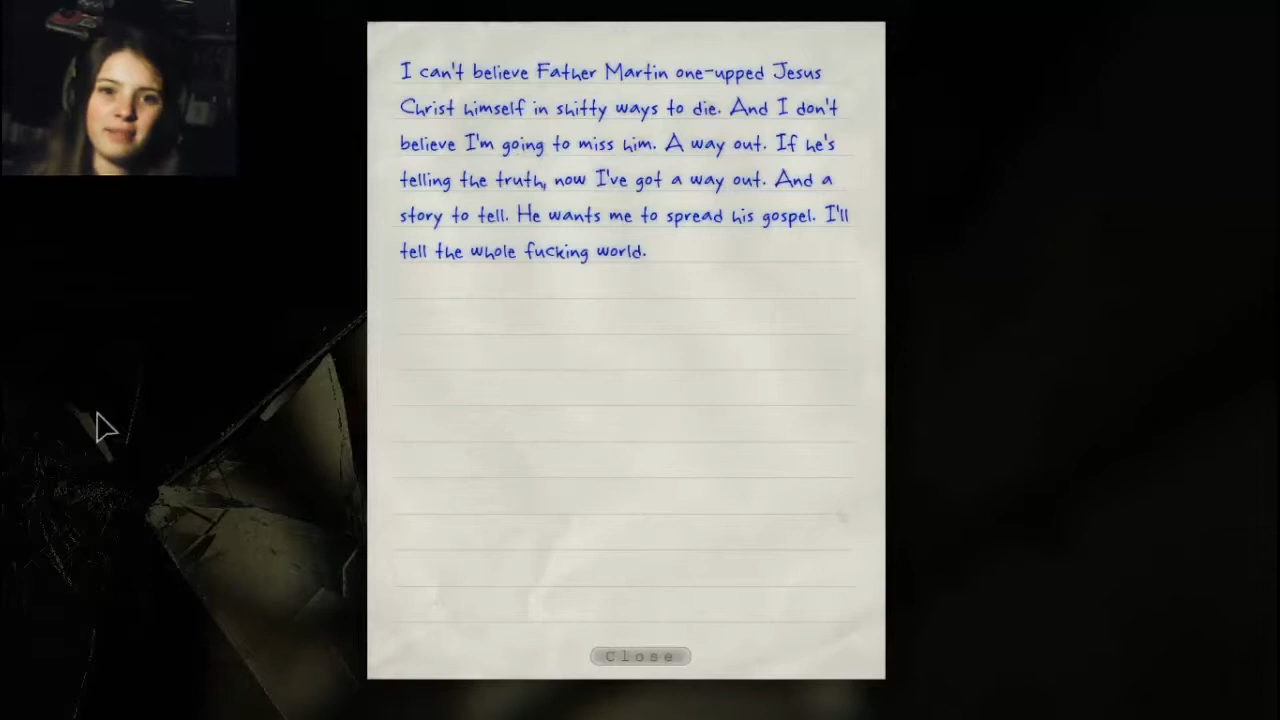 I can't believe Father Martin one-upped Jesus
Christ himself in shitty ways to die. And I don't
believe I'm going to miss him. A way out. If he's
telling the truth, now I've got a way out. And a
story to tell. He wants me to spread his gospel. I'll
tell the whole fucking world.
Close